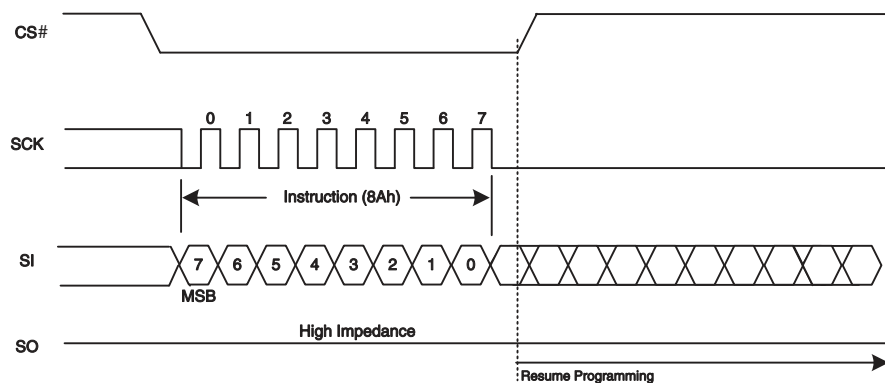 CS#
0 1 2 3 4 5 6 7
SCK
Instruction (8Ah)
SI
7 6 5 4 3 2 1 0
MSB
High Impedance
SO
Resume Programming